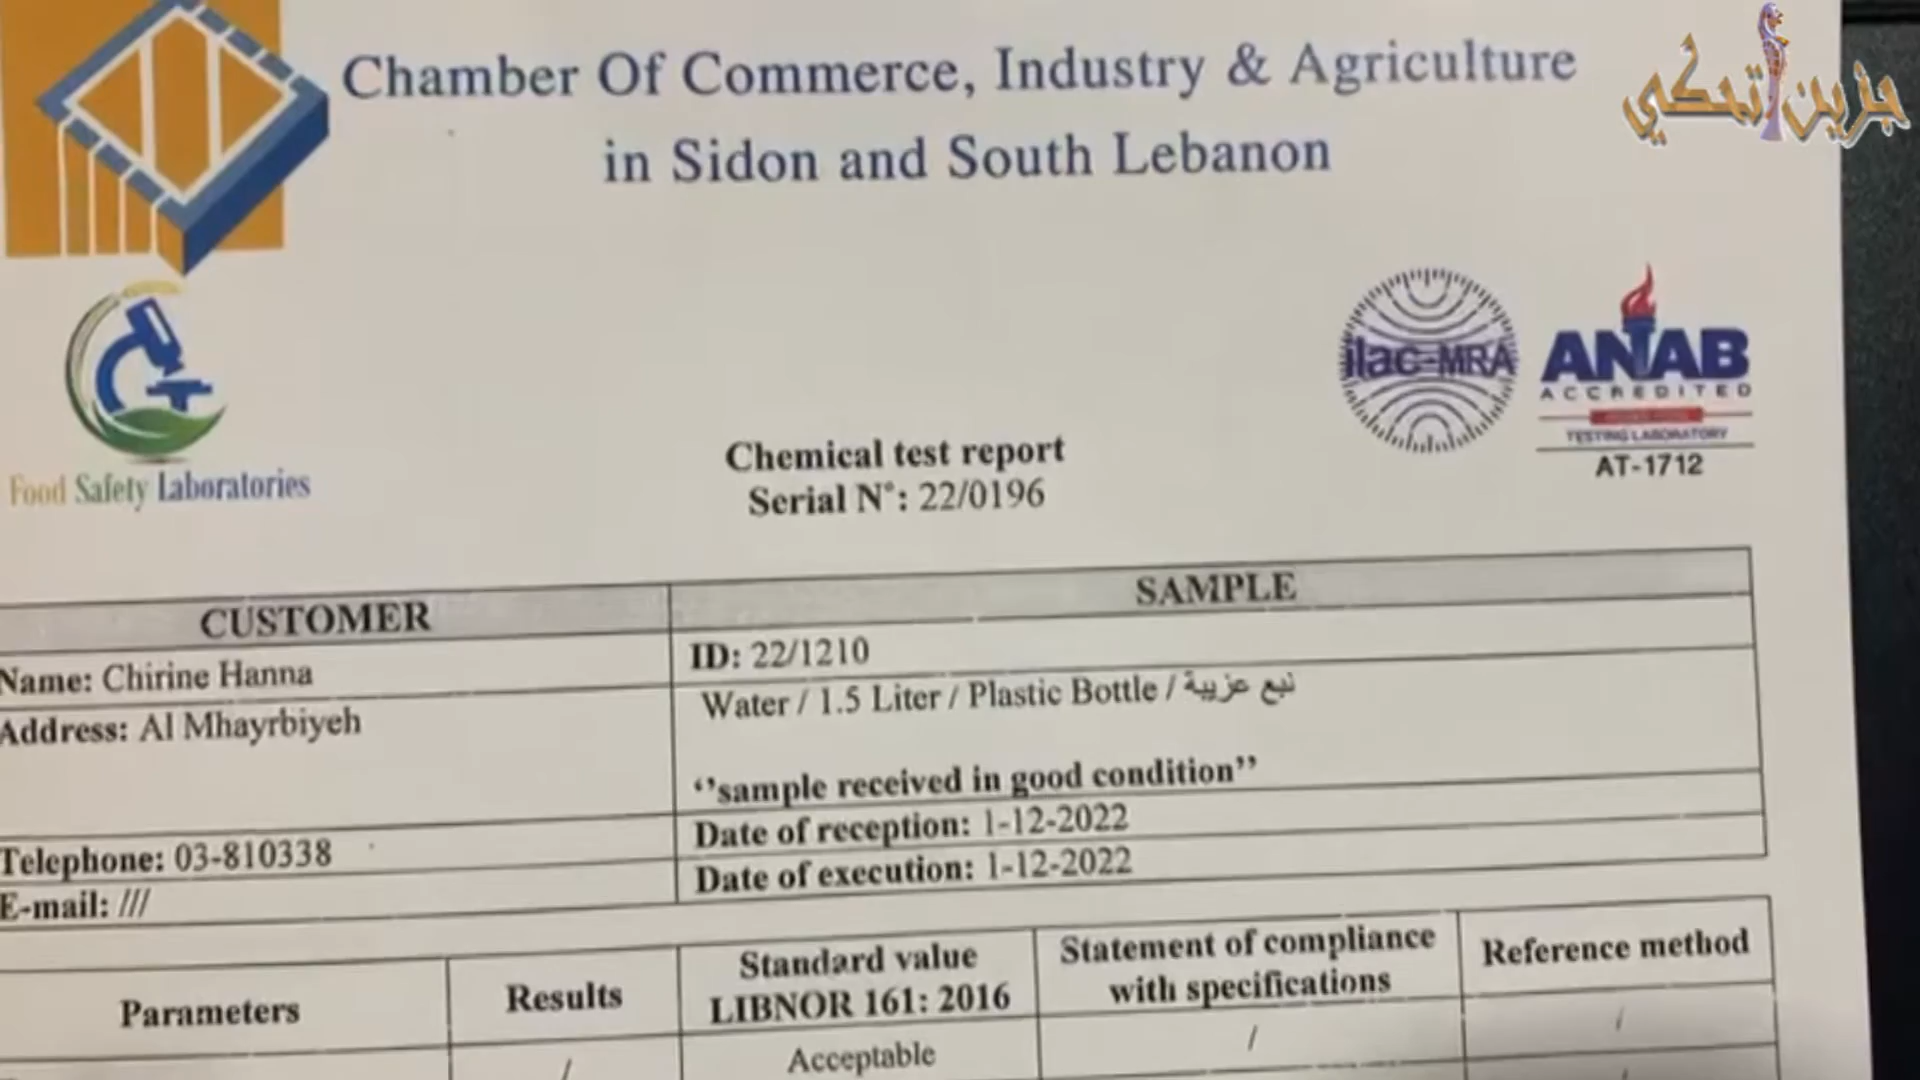 Chamber Of Commerce, Industry & Agriculture
in Sidon and South Lebanon
جزين تحكي
ilac-MRA
ANAB
ACCREDITED
TESTING LABORATORY
AT-1712
Food Safety Laboratories
Chemical test report
Serial N°: 22/0196
CUSTOMER
SAMPLE
Name: Chirine Hanna
ID: 22/1210
Address: Al Mhayrbiyeh
Water / 1.5 Liter / Plastic Bottle / نبع عزيبة
‘’sample received in good condition’’
Telephone: 03-810338
Date of reception: 1-12-2022
E-mail: ///
Date of execution: 1-12-2022
Parameters
Results
Standard value
LIBNOR 161: 2016
Statement of compliance
with specifications
Reference method
/
Acceptable
/
/
/